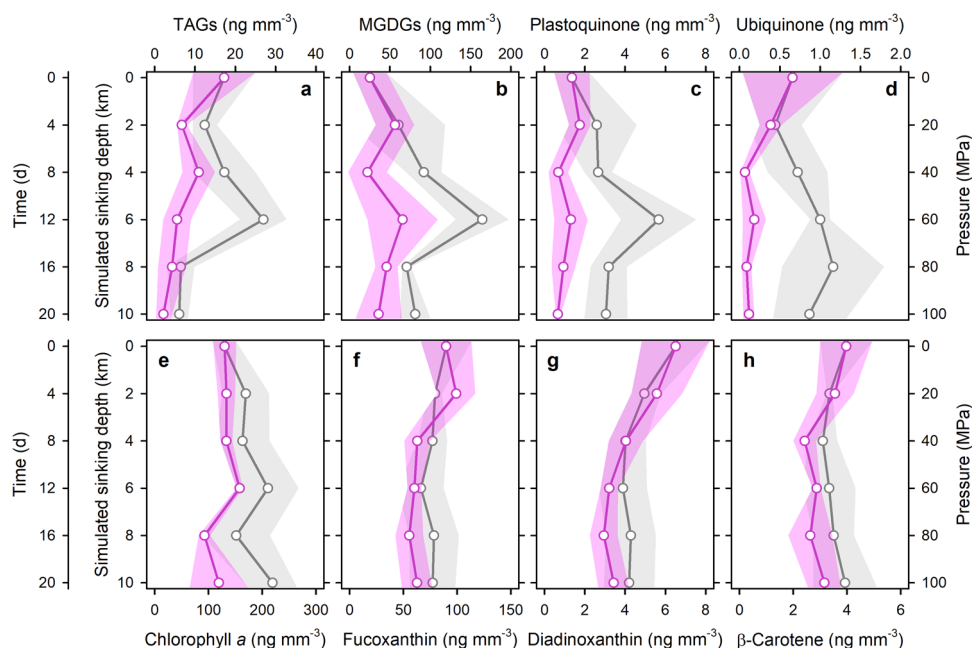 TAGs (ng mm⁻³) MGDGs (ng mm⁻³) Plastoquinone (ng mm⁻³) Ubiquinone (ng mm⁻³)
0 10 20 30 40 0 50 100 150 200 0 2 4 6 8 0.0 0.5 1.0 1.5 2.0
0 0 a b c d 0
4 2 20
8 4 40
12 6 60
16 8 80
20 10 100
Time (d) Simulated sinking depth (km) Pressure (MPa)
0 0 e f g h 0
4 2 20
8 4 40
12 6 60
16 8 80
20 10 100
Time (d) Simulated sinking depth (km) Pressure (MPa)
0 100 200 300 0 50 100 150 0 2 4 6 8 0 2 4 6
Chlorophyll a (ng mm⁻³) Fucoxanthin (ng mm⁻³) Diadinoxanthin (ng mm⁻³) β-Carotene (ng mm⁻³)